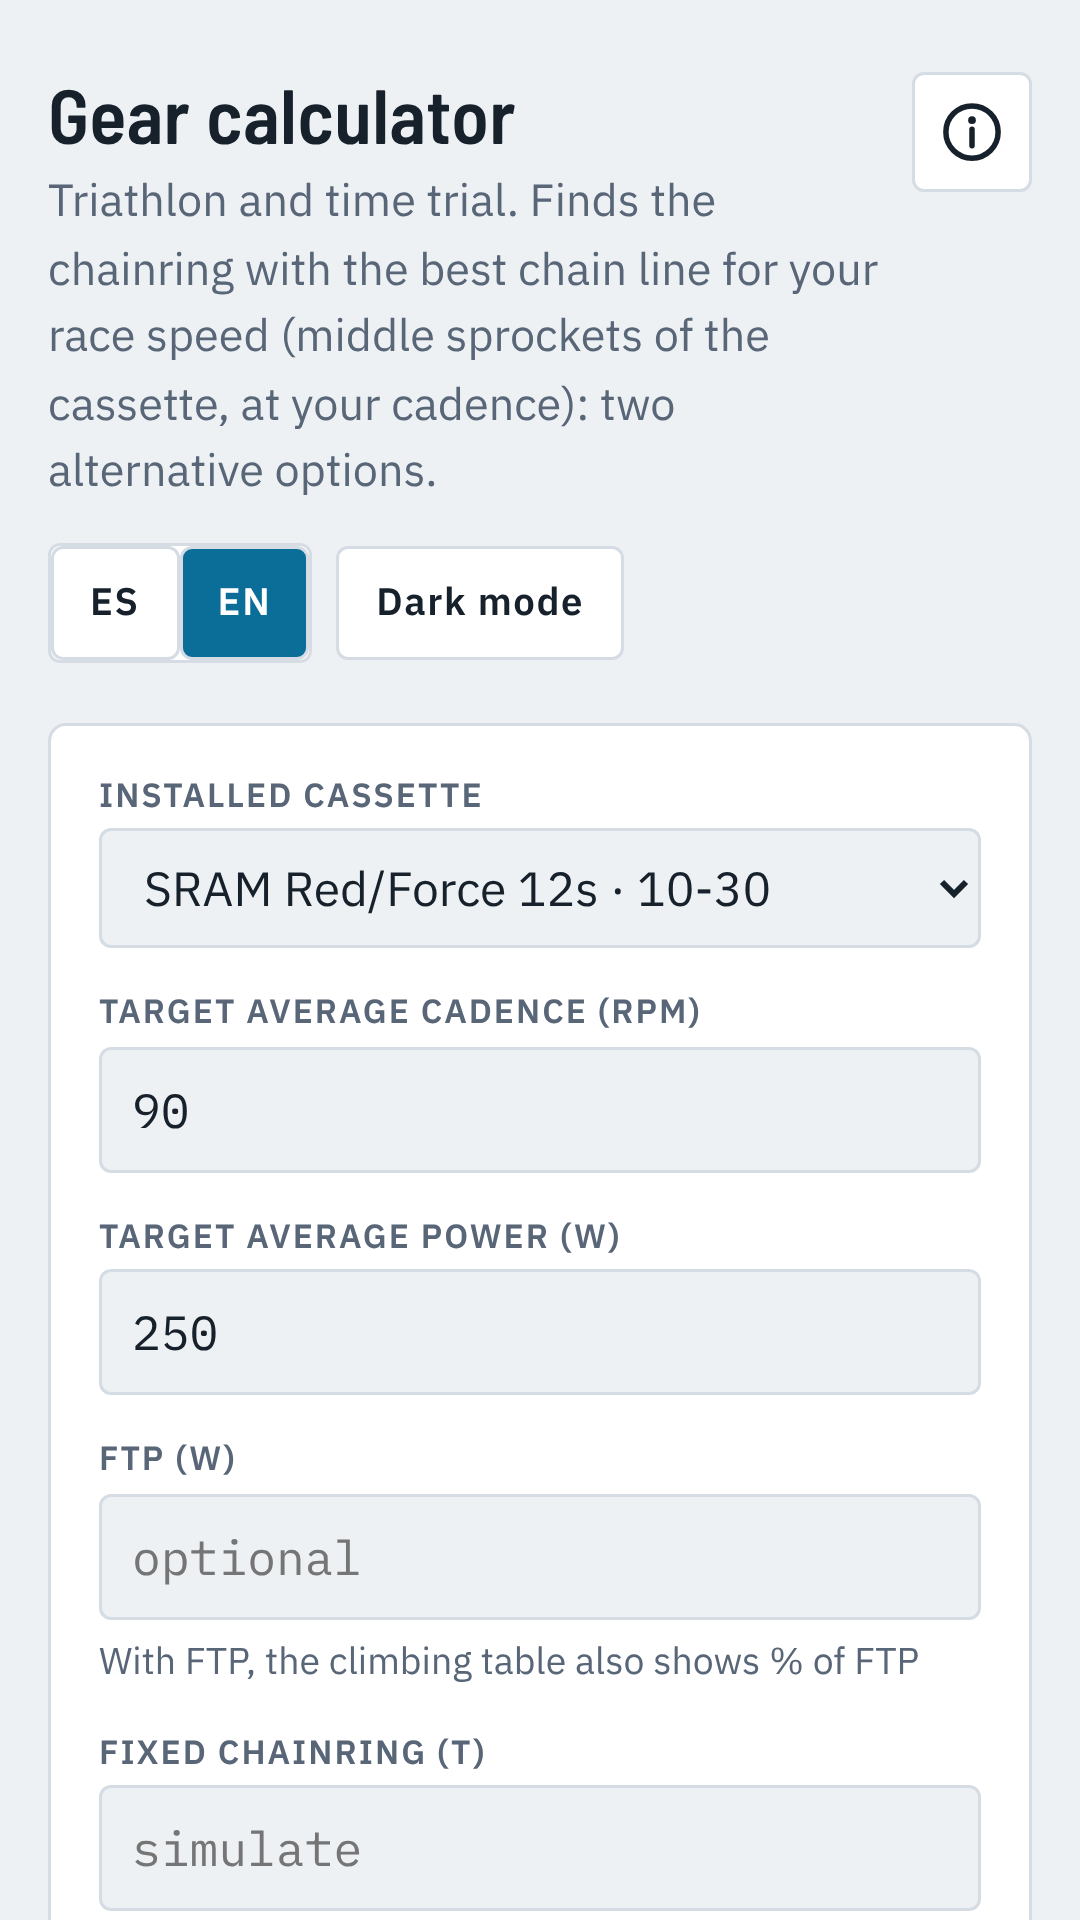 Gear calculator
Triathlon and time trial. Finds the
chainring with the best chain line for your
race speed (middle sprockets of the
cassette, at your cadence): two
alternative options.
ES EN Dark mode
INSTALLED CASSETTE
SRAM Red/Force 12s · 10-30
TARGET AVERAGE CADENCE (RPM)
90
TARGET AVERAGE POWER (W)
250
FTP (W)
optional
With FTP, the climbing table also shows % of FTP
FIXED CHAINRING (T)
simulate